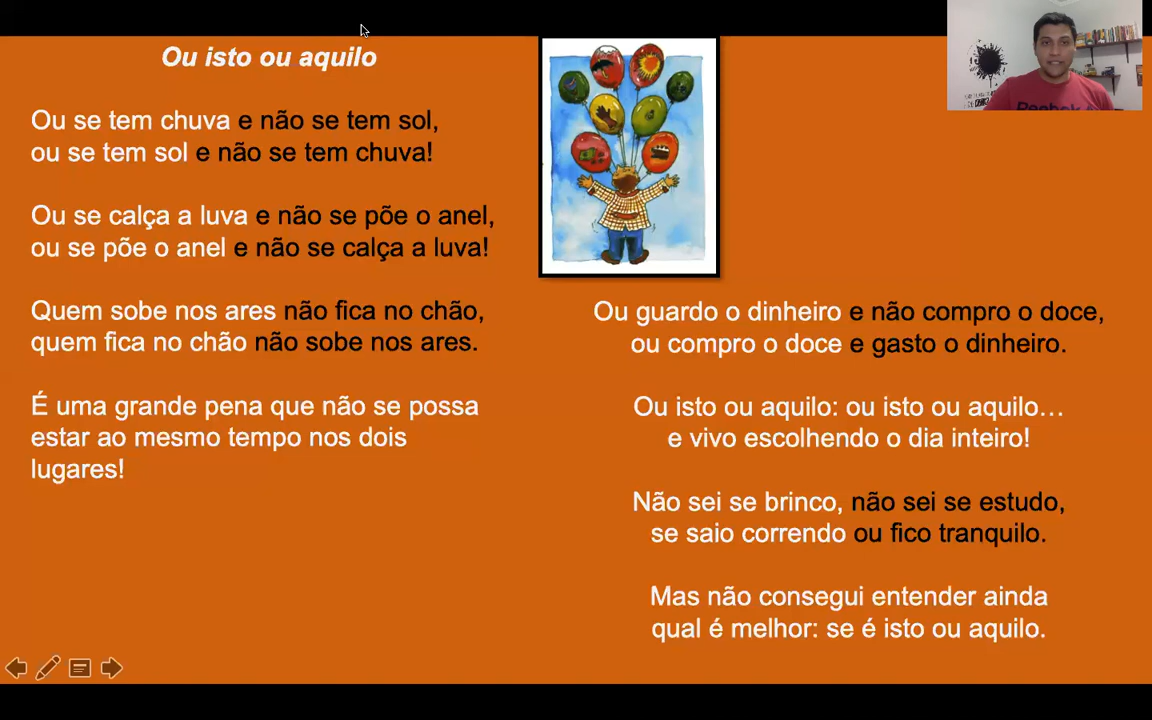 Ou isto ou aquilo
Ou se tem chuva e não se tem sol,
ou se tem sol e não se tem chuva!
Ou se calça a luva e não se põe o anel,
ou se põe o anel e não se calça a luva!
Quem sobe nos ares não fica no chão,
quem fica no chão não sobe nos ares.
É uma grande pena que não se possa
estar ao mesmo tempo nos dois
lugares!
Ou guardo o dinheiro e não compro o doce,
ou compro o doce e gasto o dinheiro.
Ou isto ou aquilo: ou isto ou aquilo…
e vivo escolhendo o dia inteiro!
Não sei se brinco, não sei se estudo,
se saio correndo ou fico tranquilo.
Mas não consegui entender ainda
qual é melhor: se é isto ou aquilo.
Reebok